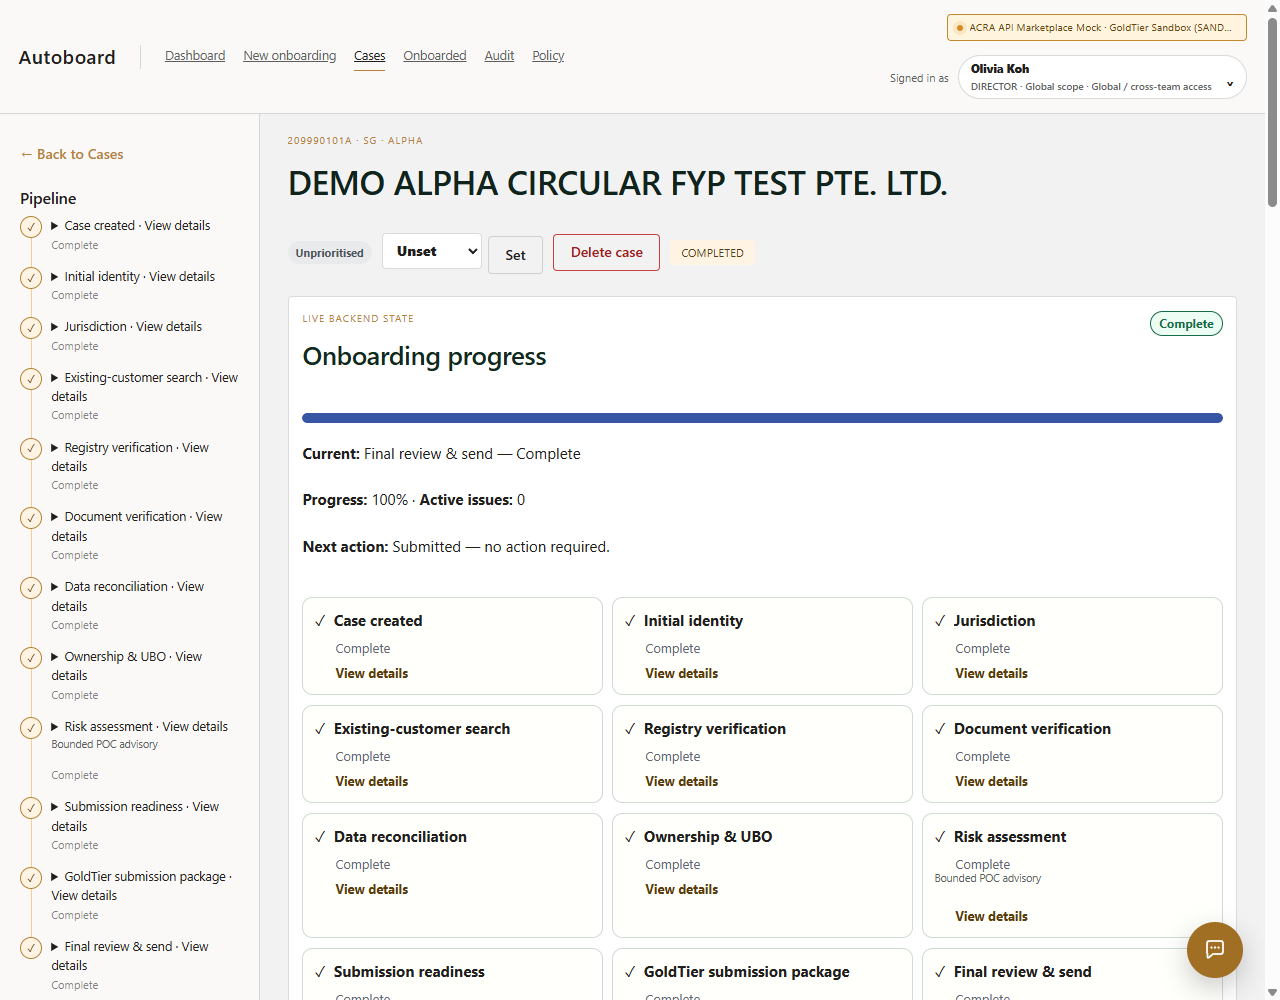 ACRA API Marketplace Mock · GoldTier Sandbox (SAND...
Autoboard
Dashboard New onboarding Cases Onboarded Audit Policy
Signed in as
Olivia Koh
DIRECTOR · Global scope · Global / cross-team access
← Back to Cases
Pipeline
✓ ▶ Case created · View details
Complete
✓ ▶ Initial identity · View details
Complete
✓ ▶ Jurisdiction · View details
Complete
✓ ▶ Existing-customer search · View
details
Complete
✓ ▶ Registry verification · View
details
Complete
✓ ▶ Document verification · View
details
Complete
✓ ▶ Data reconciliation · View
details
Complete
✓ ▶ Ownership & UBO · View
details
Complete
✓ ▶ Risk assessment · View details
Bounded POC advisory
Complete
✓ ▶ Submission readiness · View
details
Complete
✓ ▶ GoldTier submission package ·
View details
Complete
✓ ▶ Final review & send · View
details
Complete
209990101A · SG · ALPHA
DEMO ALPHA CIRCULAR FYP TEST PTE. LTD.
Unprioritised Unset Set Delete case COMPLETED
LIVE BACKEND STATE
Complete
Onboarding progress
Current: Final review & send — Complete
Progress: 100% · Active issues: 0
Next action: Submitted — no action required.
✓ Case created
Complete
View details
✓ Initial identity
Complete
View details
✓ Jurisdiction
Complete
View details
✓ Existing-customer search
Complete
View details
✓ Registry verification
Complete
View details
✓ Document verification
Complete
View details
✓ Data reconciliation
Complete
View details
✓ Ownership & UBO
Complete
View details
✓ Risk assessment
Complete
Bounded POC advisory
View details
✓ Submission readiness
Complete
✓ GoldTier submission package
Complete
✓ Final review & send
Complete